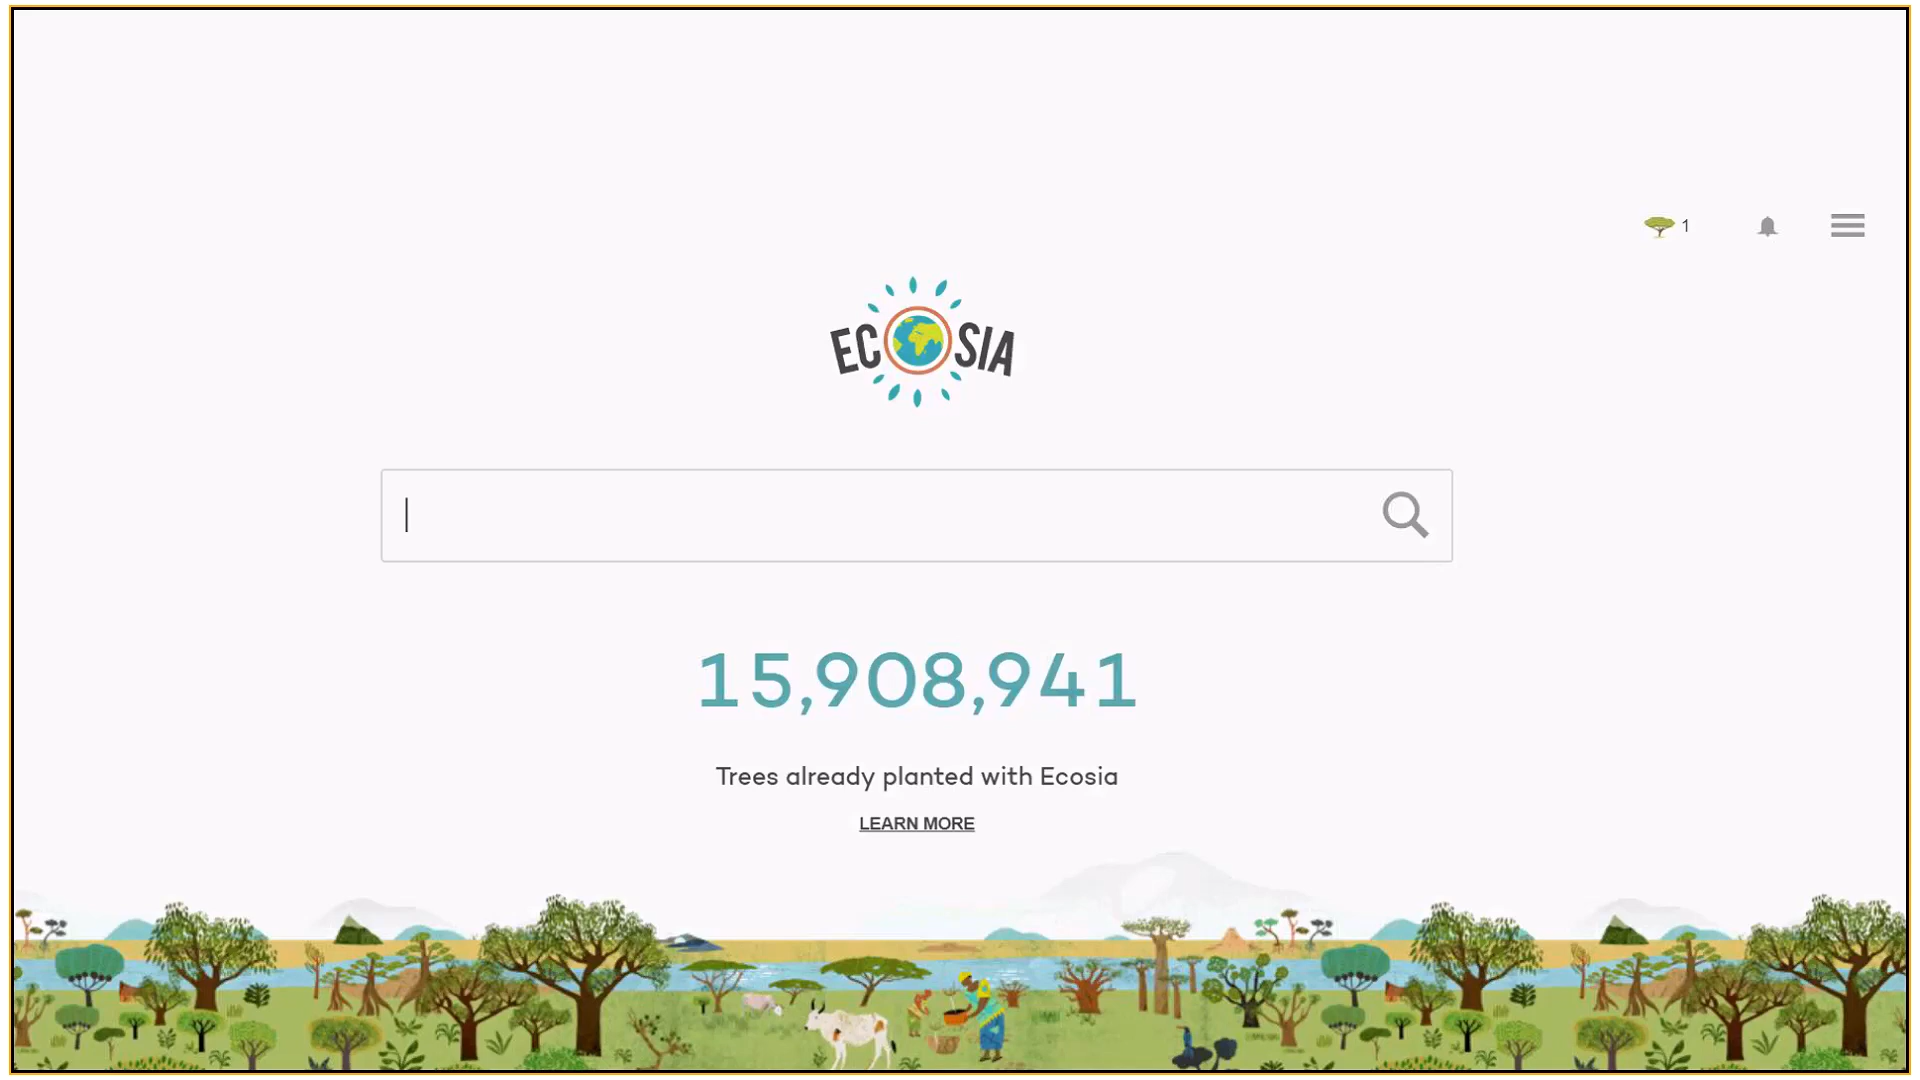 1
ECOSIA
15,908,941
Trees already planted with Ecosia
LEARN MORE